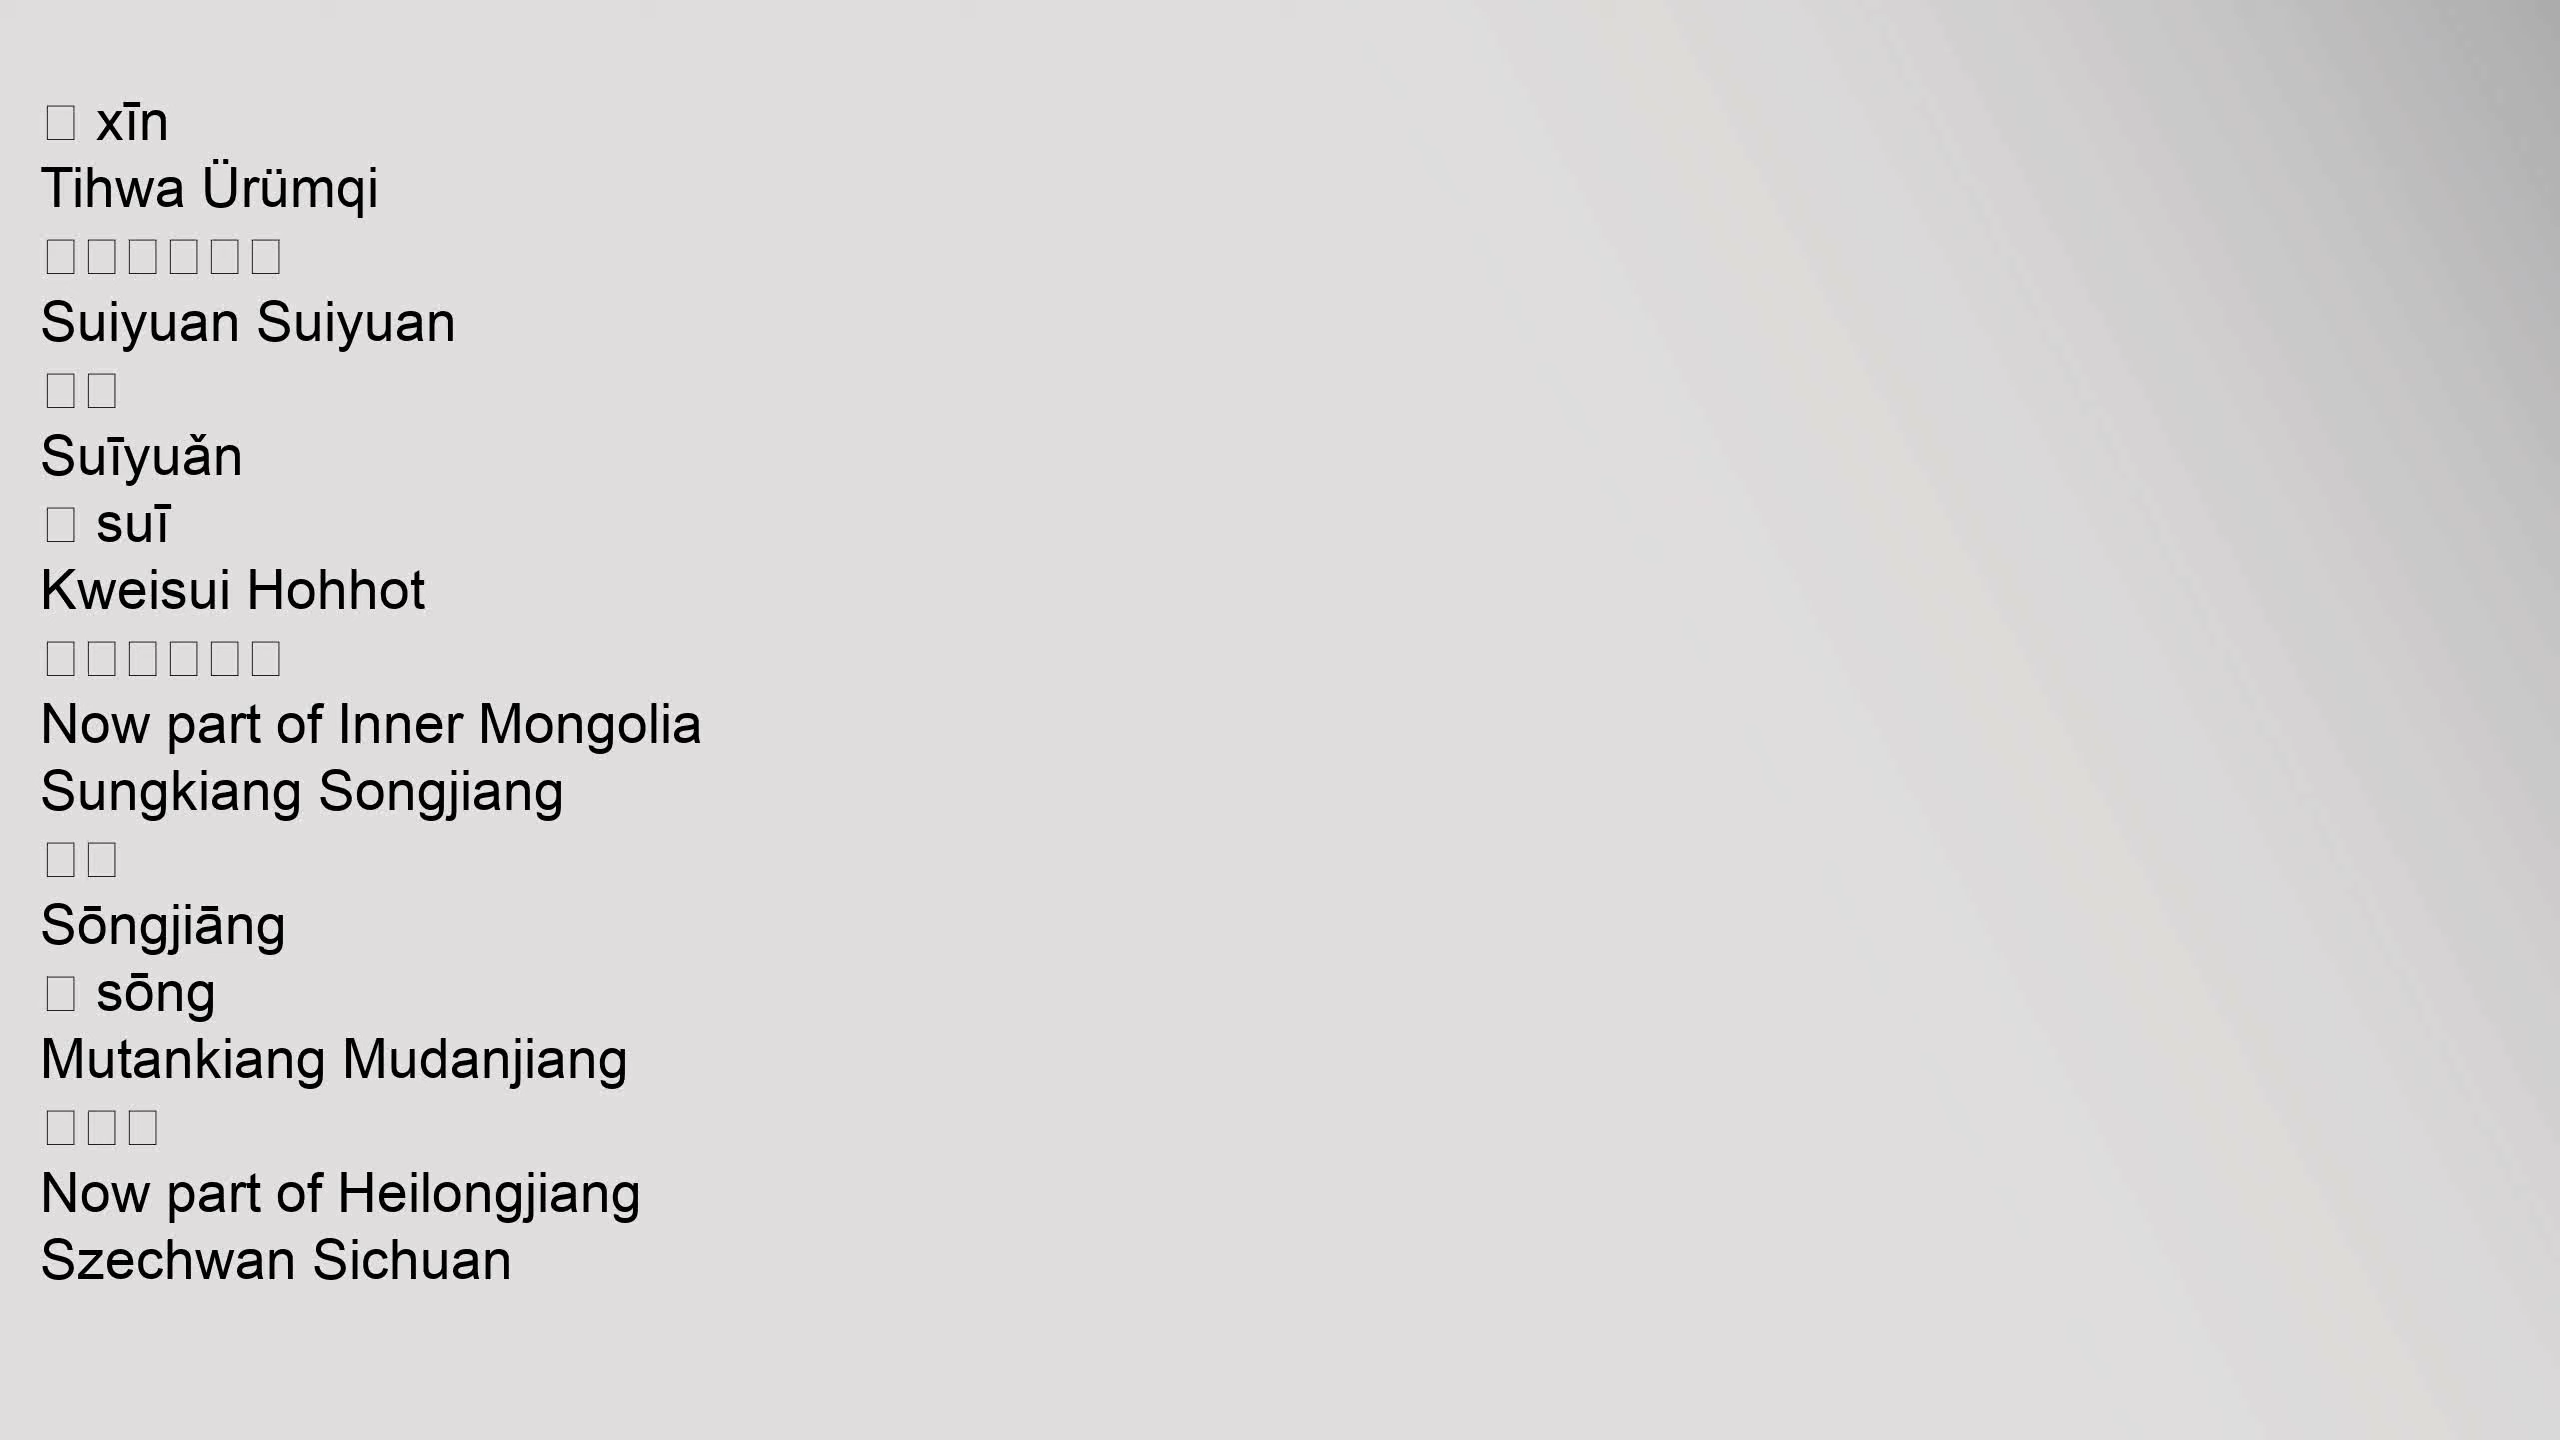 □ xīn
Tihwa Ürümqi
□□□□□□
Suiyuan Suiyuan
□□
Suīyuǎn
□ suī
Kweisui Hohhot
□□□□□□
Now part of Inner Mongolia
Sungkiang Songjiang
□□
Sōngjiāng
□ sōng
Mutankiang Mudanjiang
□□□
Now part of Heilongjiang
Szechwan Sichuan